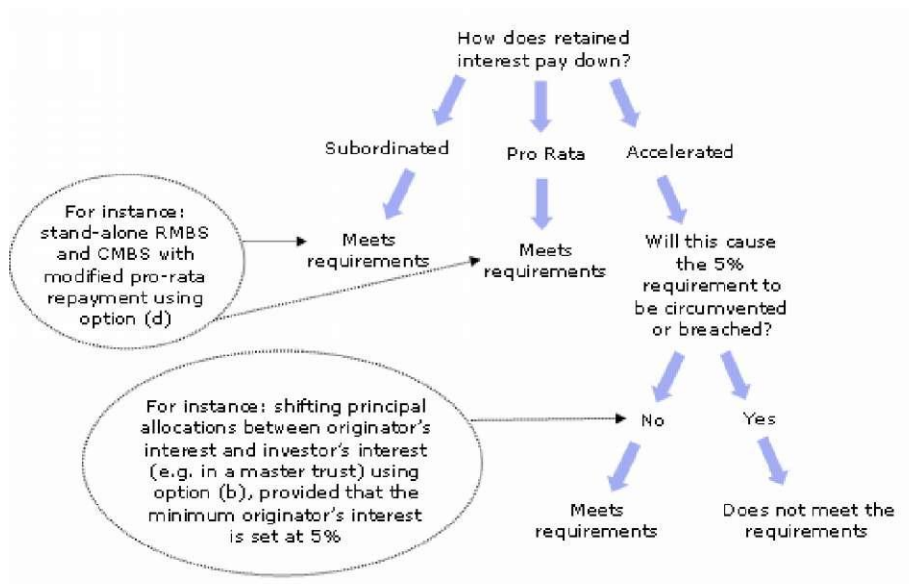 How does retained
interest pay down?
Subordinated
Pro Rata
Accelerated
For instance:
stand-alone RMBS
and CMBS with
modified pro-rata
repayment using
option (d)
Meets
requirements
Meets
requirements
Will this cause
the 5%
requirement to
be circumvented
or breached?
For instance: shifting principal
allocations between originator's
interest and investor's interest
(e.g. in a master trust) using
option (b), provided that the
minimum originator's interest
is set at 5%
No
Yes
Meets
requirements
Does not meet the
requirements